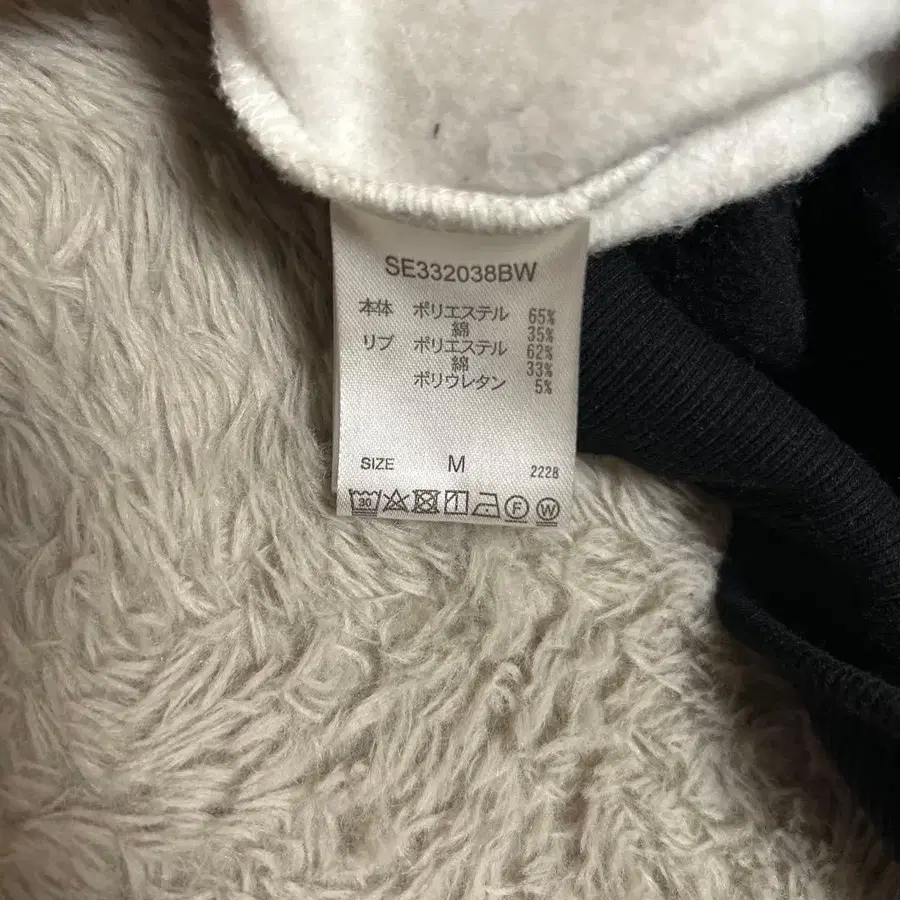 SE332038BW
本体 ポリエステル 65%
綿 35%
リブ ポリエステル 62%
綿 33%
ポリウレタン 5%
SIZE M 2228
30 F W